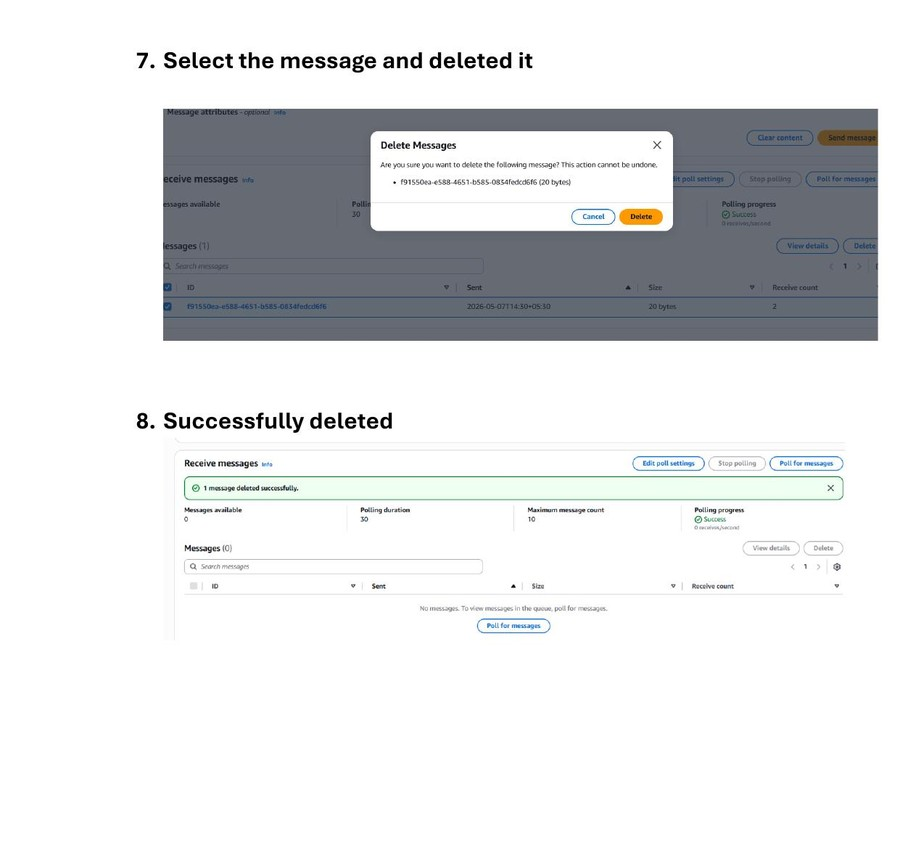 7. Select the message and deleted it
Message attributes - optional Info
Clear content
Send message
Delete Messages
Are you sure you want to delete the following message? This action cannot be undone.
• f91550ea-e588-4651-b585-0834fedcd6f6 (20 bytes)
Cancel
Delete
eceive messages Info
dit poll settings
Stop polling
Poll for messages
essages available
Pollin
30
Polling progress
Success
0 receives/second
lessages (1)
View details
Delete
Search messages
1
ID
Sent
Size
Receive count
f91550ea-e588-4651-b585-0834fedcd6f6
2026-05-07T14:30+05:30
20 bytes
2
8. Successfully deleted
Receive messages Info
Edit poll settings
Stop polling
Poll for messages
1 message deleted successfully.
Messages available
0
Polling duration
30
Maximum message count
10
Polling progress
Success
0 receives/second
Messages (0)
View details
Delete
Search messages
1
ID
Sent
Size
Receive count
No messages. To view messages in the queue, poll for messages.
Poll for messages